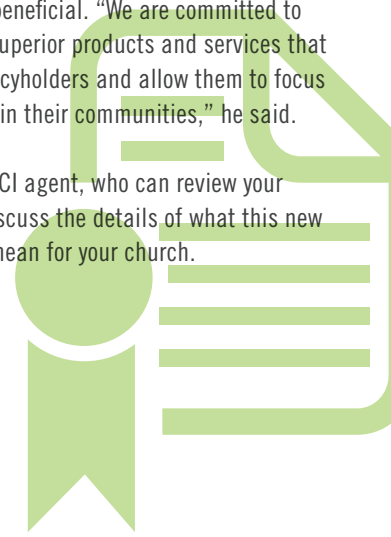 beneficial. “We are committed to
superior products and services that
cyholders and allow them to focus
in their communities,” he said.
CI agent, who can review your
scuss the details of what this new
mean for your church.